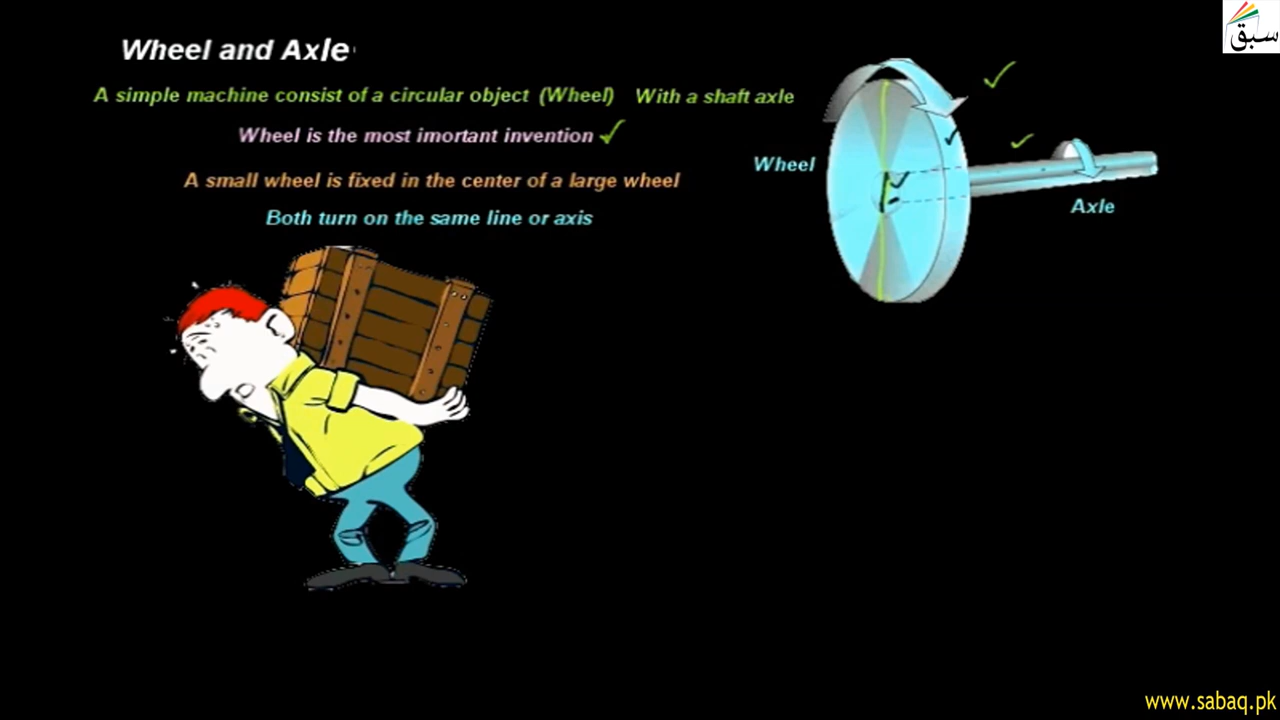 سبق
Wheel and Axle
A simple machine consist of a circular object (Wheel) With a shaft axle
Wheel is the most imortant invention
A small wheel is fixed in the center of a large wheel
Both turn on the same line or axis
Wheel
Axle
www.sabaq.pk